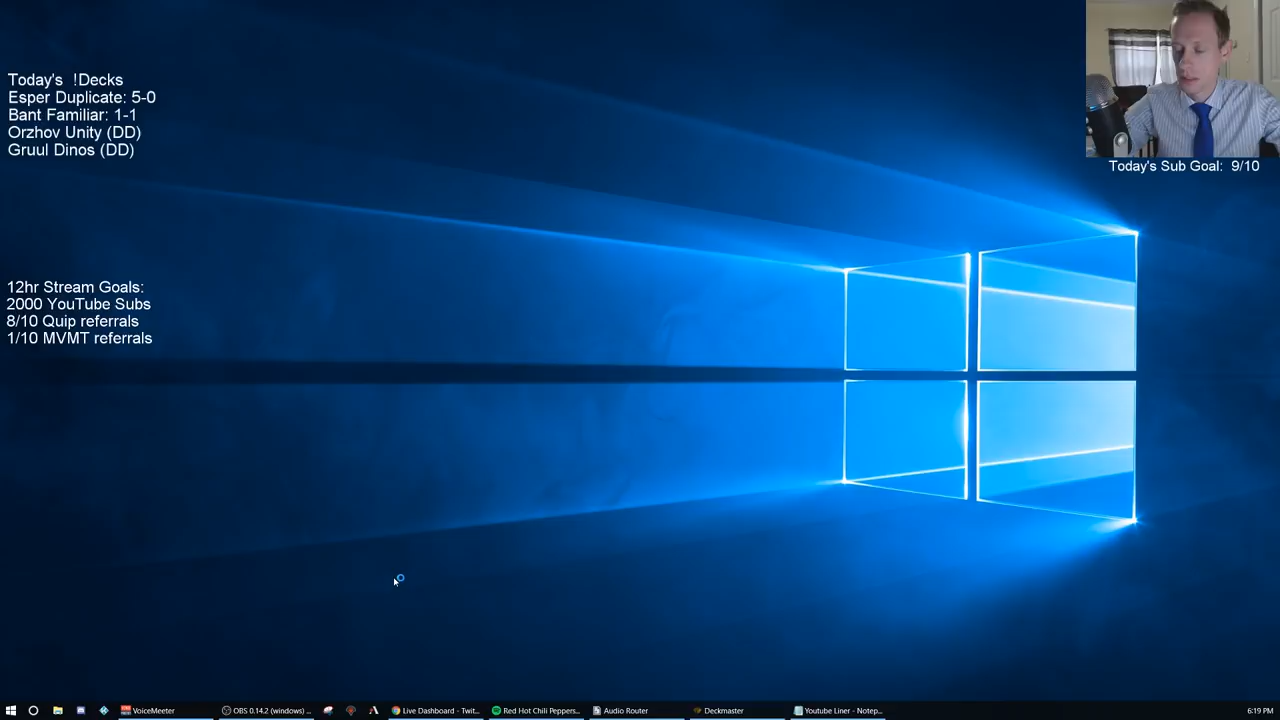 Today's !Decks
Esper Duplicate: 5-0
Bant Familiar: 1-1
Orzhov Unity (DD)
Gruul Dinos (DD)
Today's Sub Goal: 9/10
12hr Stream Goals:
2000 YouTube Subs
8/10 Quip referrals
1/10 MVMT referrals
VoiceMeeter
OBS 0.14.2 (windows) ...
Live Dashboard - Twit...
Red Hot Chili Peppers...
Audio Router
Deckmaster
Youtube Liner - Notep...
6:19 PM